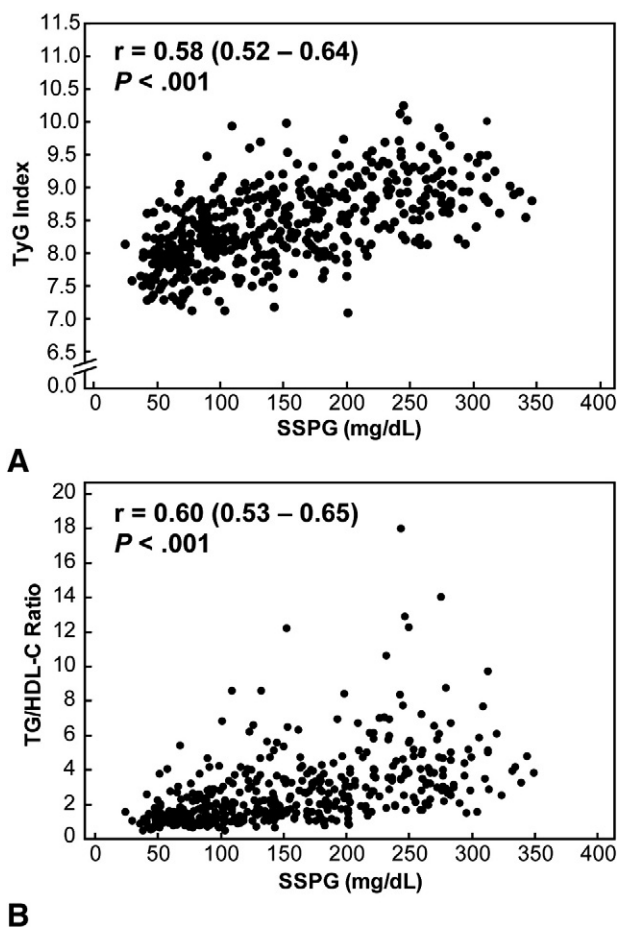 11.5
r = 0.58 (0.52 – 0.64)
11.0
P < .001
10.5
10.0
9.5
9.0
8.5
8.0
7.5
7.0
6.5
0.0
TyG Index
0 50 100 150 200 250 300 350 400
SSPG (mg/dL)
A
20
r = 0.60 (0.53 – 0.65)
18
P < .001
16
14
12
10
8
6
4
2
0
TG/HDL-C Ratio
0 50 100 150 200 250 300 350 400
SSPG (mg/dL)
B